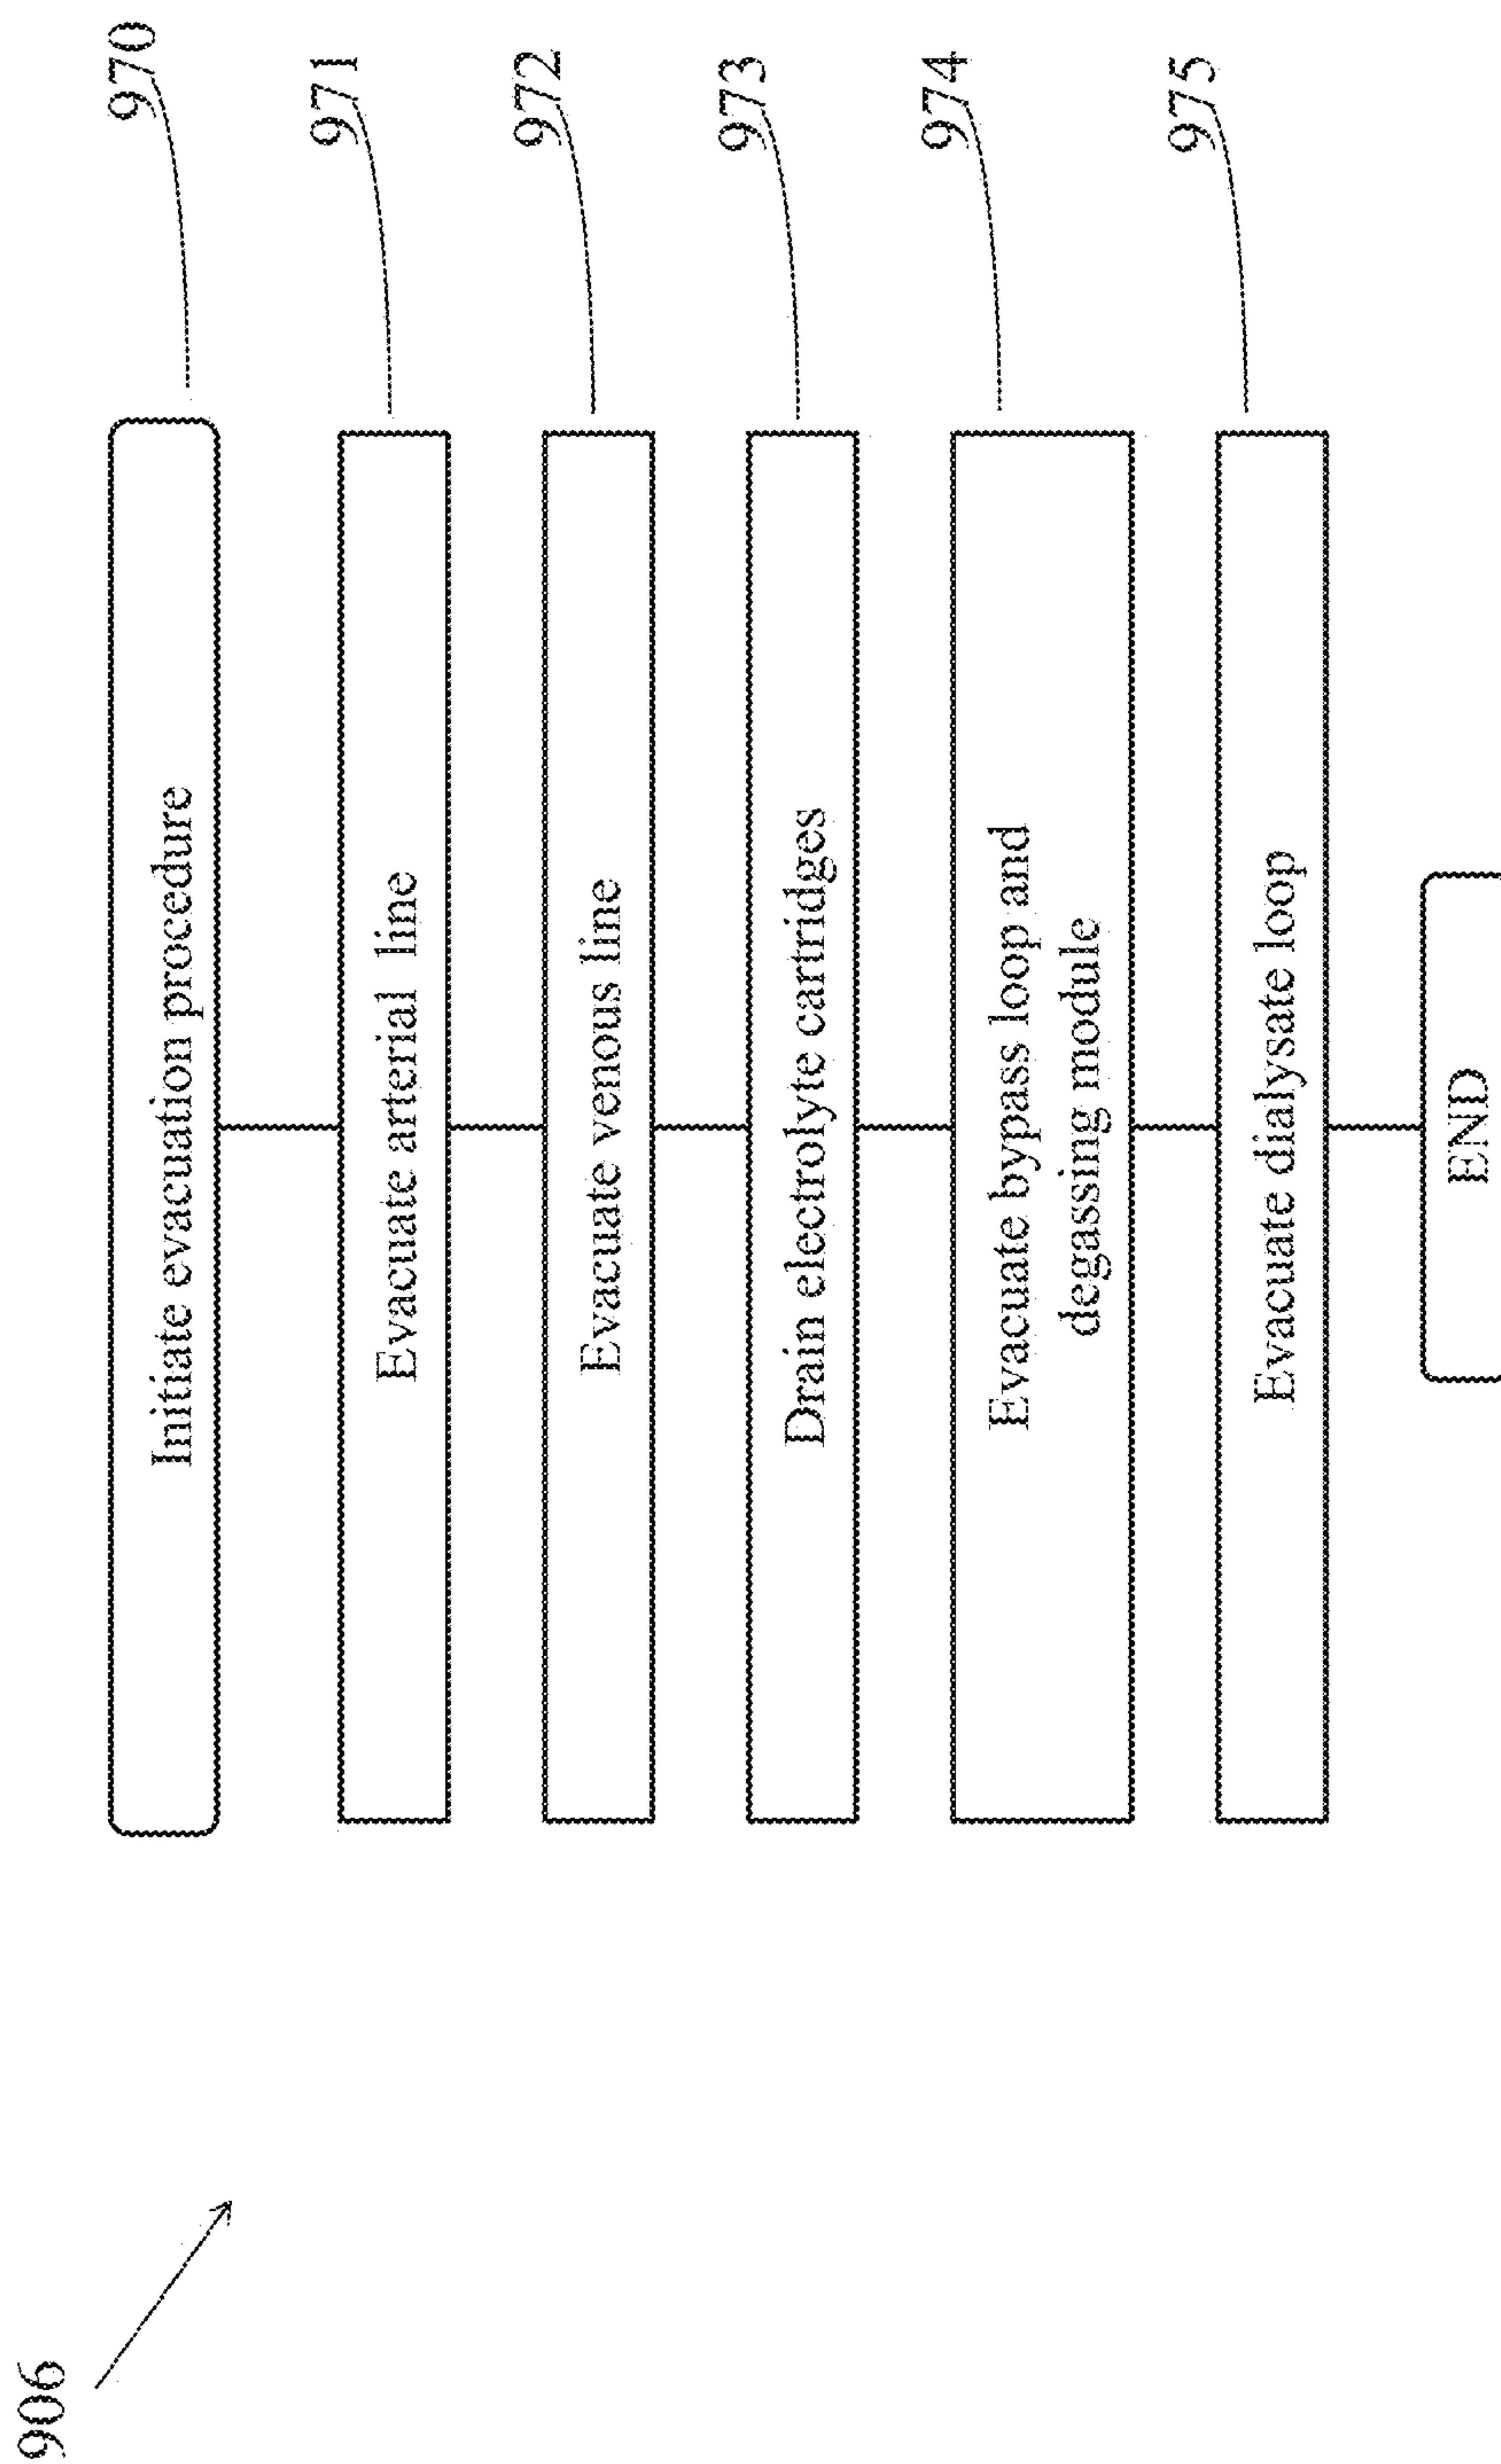 906
Initiate evacuation procedure
970
Evacuate arterial line
971
Evacuate venous line
972
Drain electrolyte cartridges
973
Evacuate bypass loop and
degassing module
974
Evacuate dialysate loop
975
END